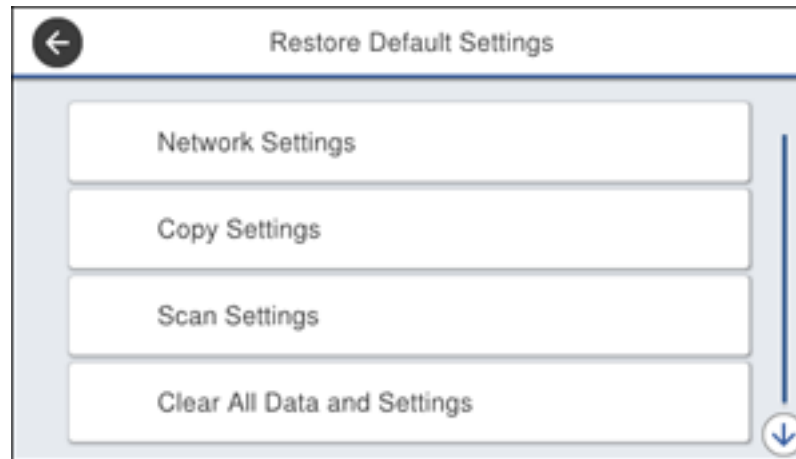 Restore Default Settings
Network Settings
Copy Settings
Scan Settings
Clear All Data and Settings